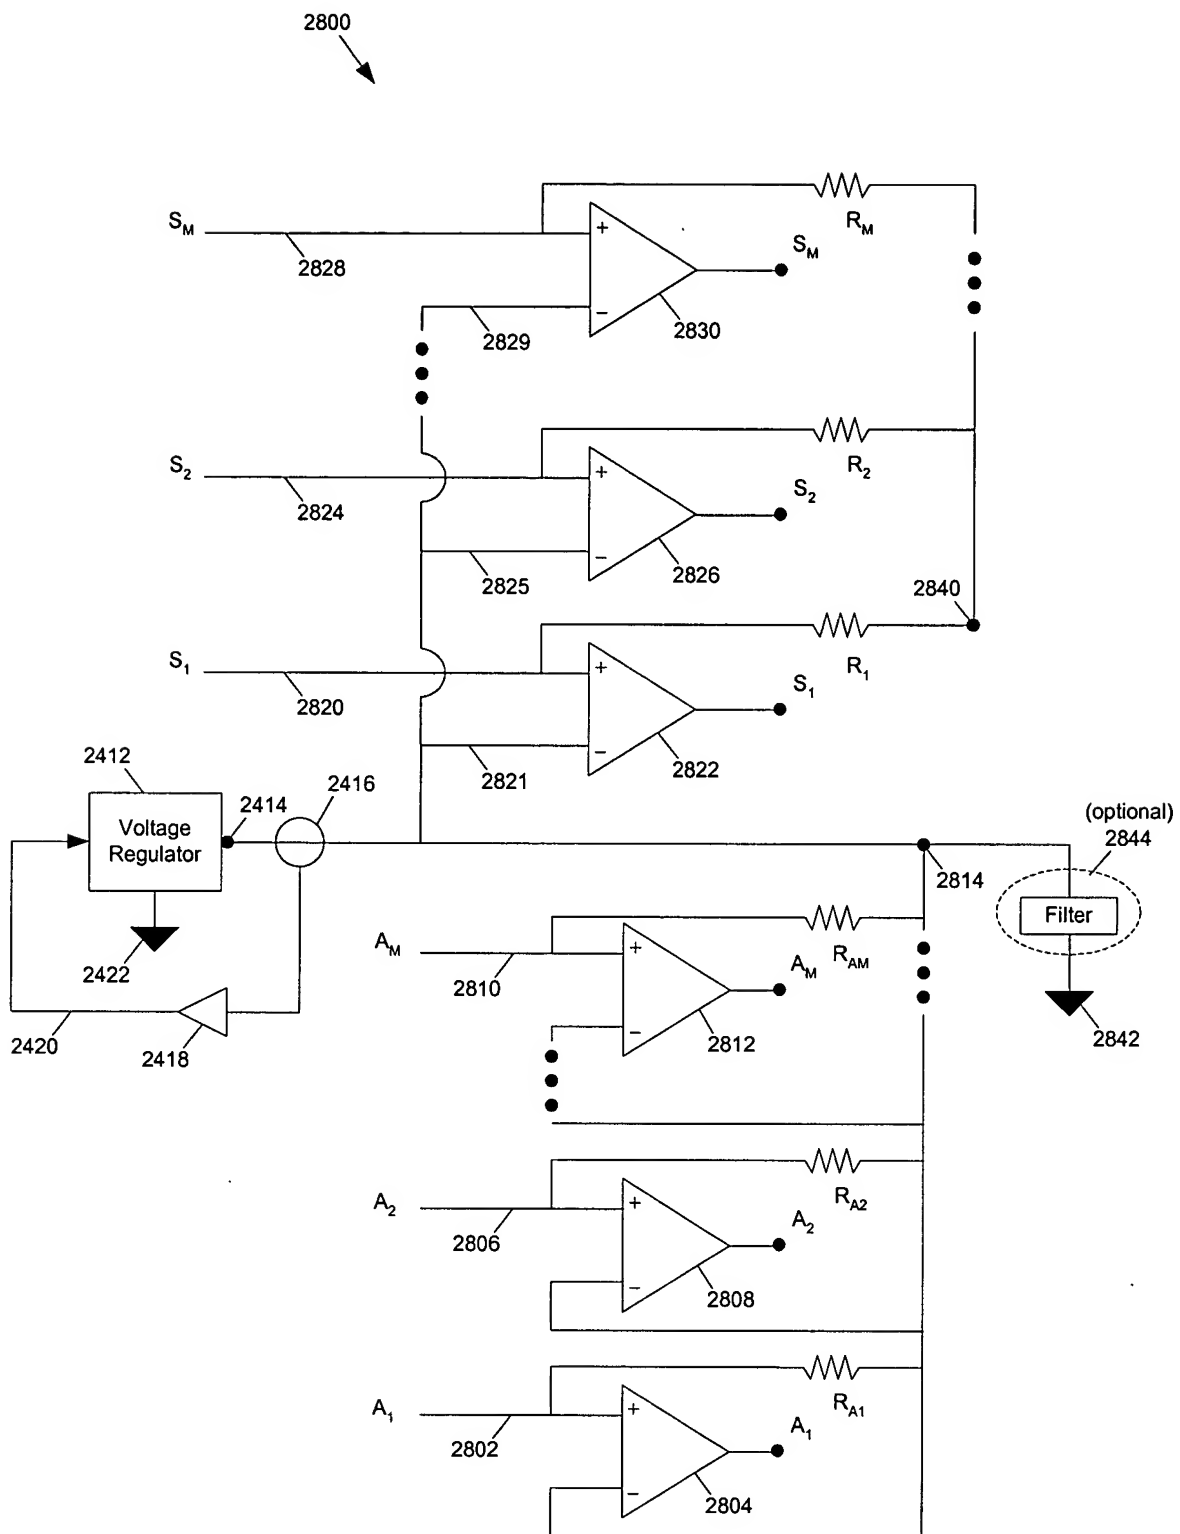 2800
S_M
+
R_M
S_M
2828
−
2829
2830
S_2
+
R_2
S_2
2824
−
2825
2826
2840
S_1
+
R_1
S_1
2820
−
2821
2822
2412
2414
2416
Voltage
Regulator
(optional)
2844
2814
Filter
A_M
+
R_AM
A_M
2810
2422
−
2812
2842
2420
2418
A_2
+
R_A2
A_2
2806
−
2808
A_1
+
R_A1
A_1
2802
−
2804